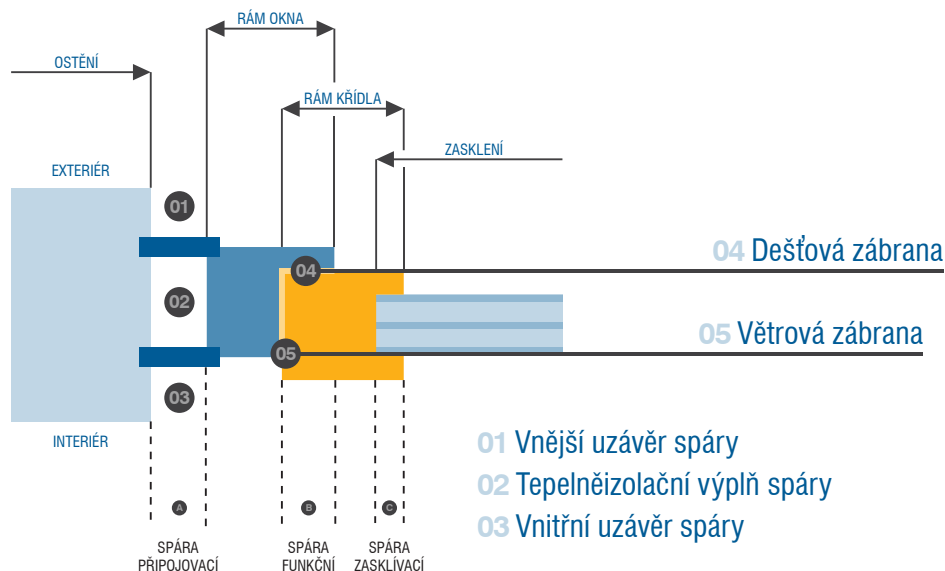 RÁM OKNA
OSTĚNÍ
RÁM KŘÍDLA
ZASKLENÍ
EXTERIÉR
01
04 Dešťová zábrana
04
02
05 Větrová zábrana
05
03
INTERIÉR
01 Vnější uzávěr spáry
02 Tepelněizolační výplň spáry
03 Vnitřní uzávěr spáry
A
B
C
SPÁRA
PŘIPOJOVACÍ
SPÁRA
FUNKČNÍ
SPÁRA
ZASKLÍVACÍ